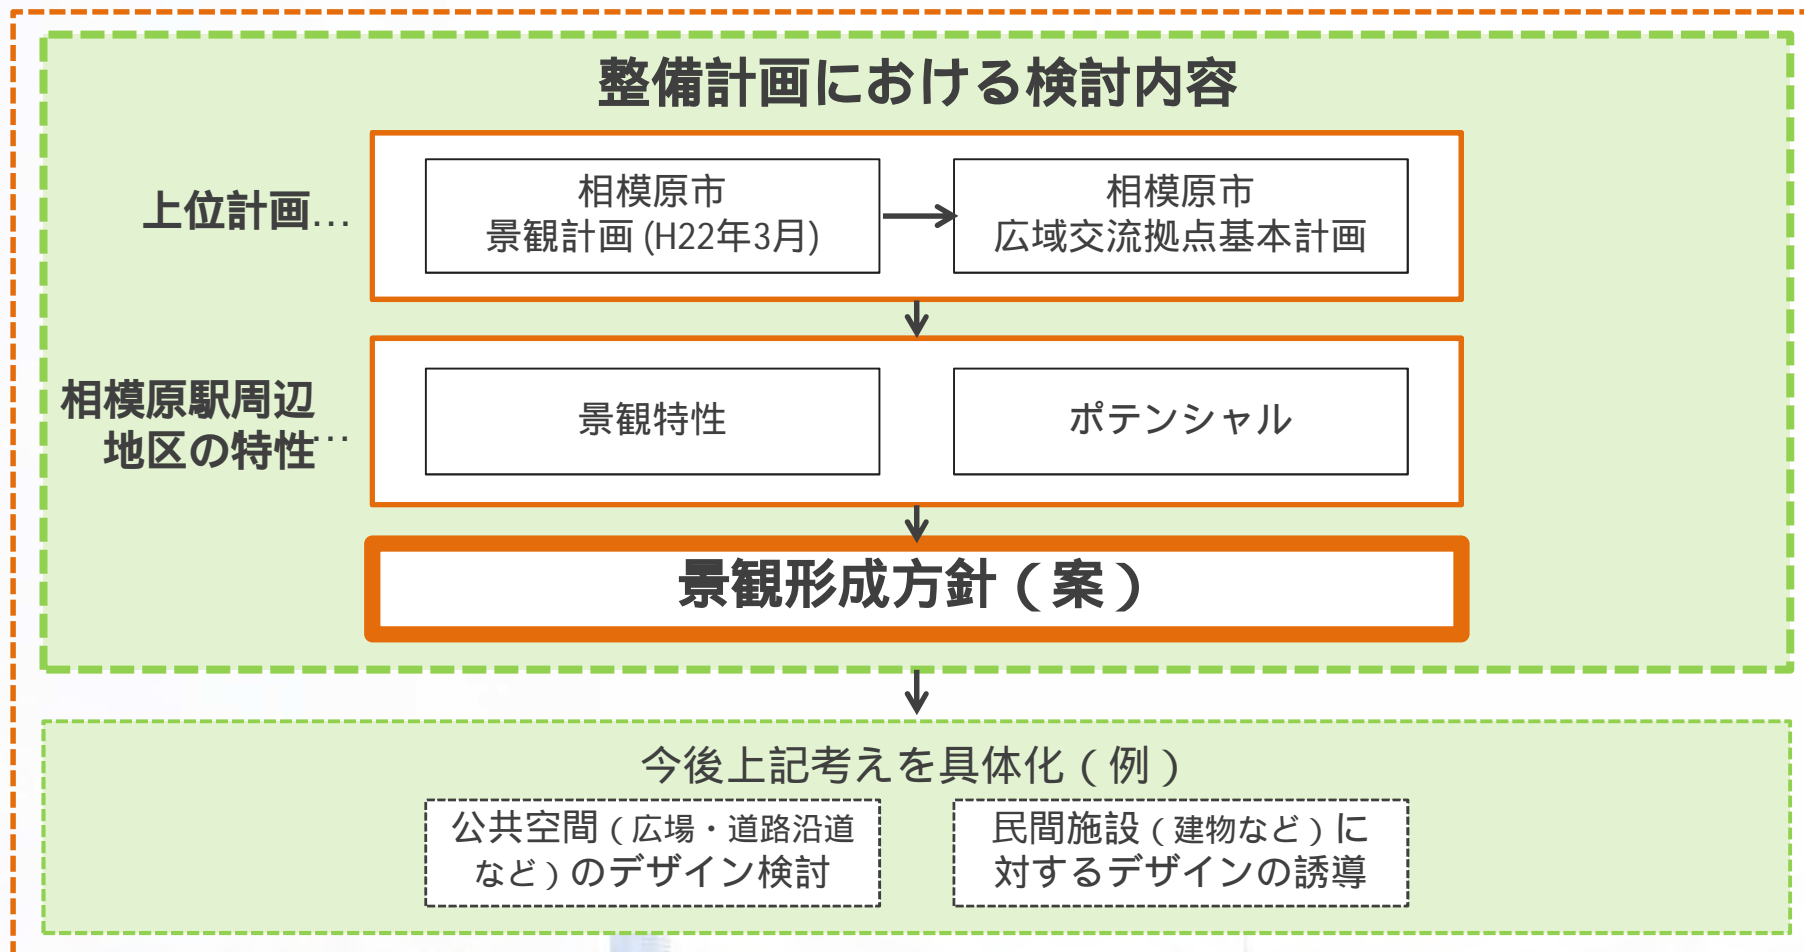 整備計画における検討内容
上位計画…
相模原市
景観計画 (H22年3月)
相模原市
広域交流拠点基本計画
相模原駅周辺
地区の特性…
景観特性
ポテンシャル
景観形成方針（案）
今後上記考えを具体化（例）
公共空間（広場・道路沿道
など）のデザイン検討
民間施設（建物など）に
対するデザインの誘導